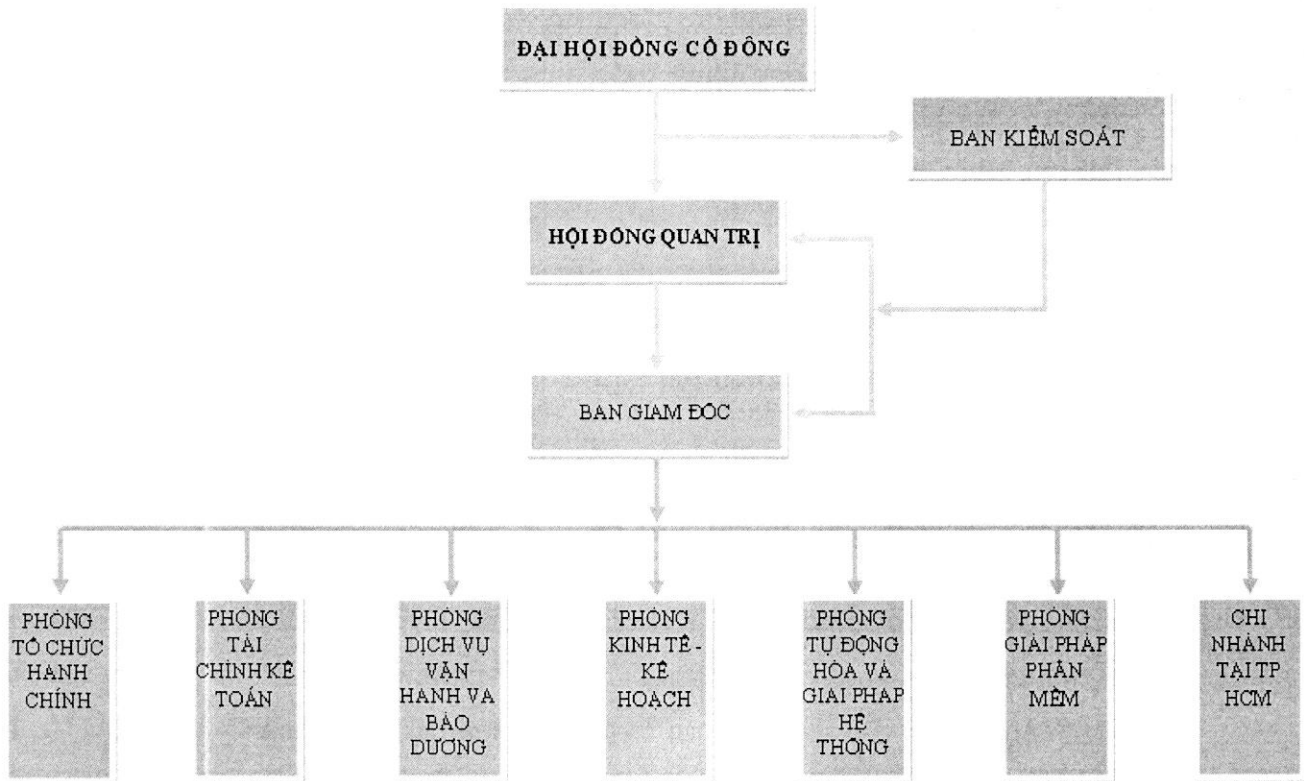 ĐẠI HỘI ĐỒNG CỔ ĐÔNG
BAN KIỂM SOÁT
HỘI ĐỒNG QUẢN TRỊ
BAN GIÁM ĐỐC
PHÒNG
TỔ CHỨC
HÀNH
CHÍNH
PHÒNG
TÀI
CHÍNH KẾ
TOÁN
PHÒNG
DỊCH VỤ
VẬN
HÀNH VÀ
BẢO
DƯỠNG
PHÒNG
KINH TẾ -
KẾ
HOẠCH
PHÒNG
TỰ ĐỘNG
HÓA VÀ
GIẢI PHÁP
HỆ
THỐNG
PHÒNG
GIẢI PHÁP
PHẦN
MỀM
CHI
NHÁNH
TẠI TP
HCM